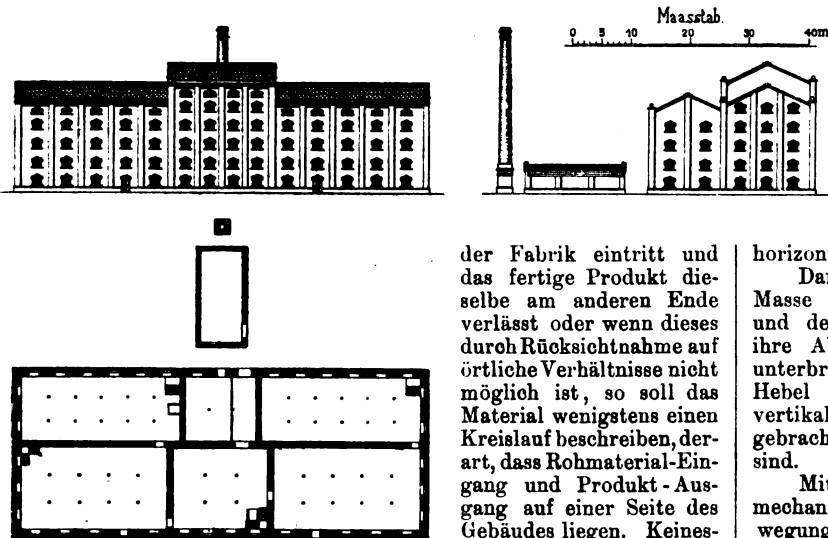 Maasstab.
0 5 10 20 30 40m
der Fabrik eintritt und
das fertige Produkt die-
selbe am anderen Ende
verlässt oder wenn dieses
durch Rücksichtnahme auf
örtliche Verhältnisse nicht
möglich ist, so soll das
Material wenigstens einen
Kreislauf beschreiben, der-
art, dass Rohmaterial-Ein-
gang und Produkt-Aus-
gang auf einer Seite des
Gebäudes liegen. Keines-
horizont
Masse
und de
ihre A
unterbr
Hebel
vertikal
gebrach
sind.
Mit
mechan
wegung